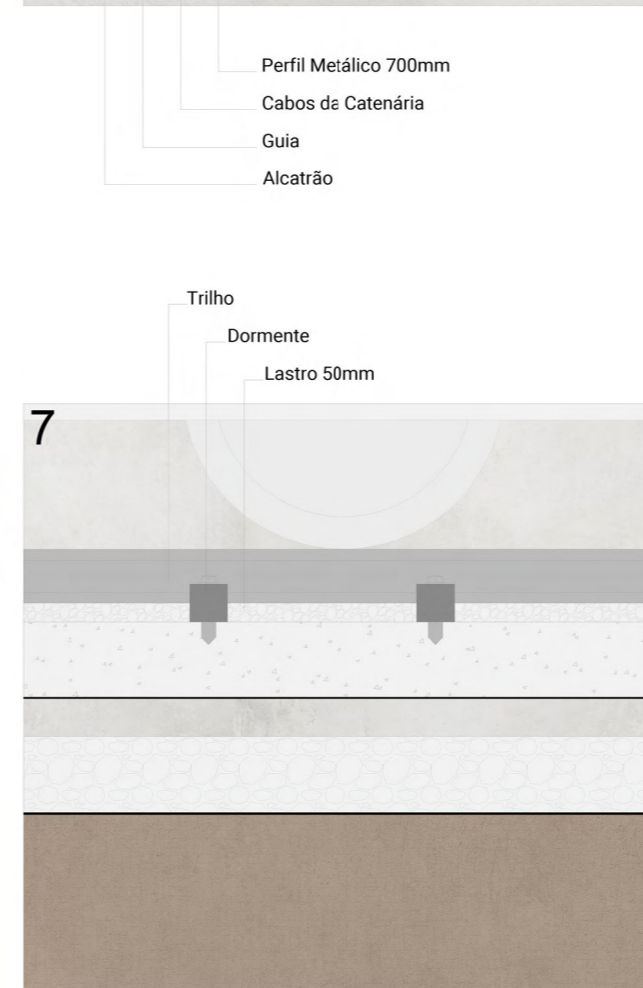 Perfil Metálico 700mm
Cabos da Catenária
Guia
Alcatrão
Trilho
Dormente
Lastro 50mm
7